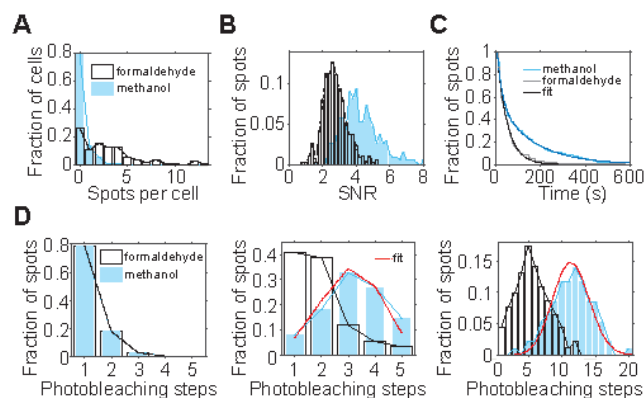 A
Fraction of cells
0.8
0.6
0.4
0.2
0
0 5 10
Spots per cell
formaldehyde
methanol
B
Fraction of spots
0.1
0.05
0
0 2 4 6 8
SNR
C
Fraction of spots
1
0.8
0.6
0.4
0.2
0
0 200 400 600
Time (s)
methanol
formaldehyde
fit
D
Fraction of spots
0.8
0.6
0.4
0.2
0
1 2 3 4 5
Photobleaching steps
formaldehyde
methanol
Fraction of spots
0.4
0.3
0.2
0.1
0
1 2 3 4 5
Photobleaching steps
fit
Fraction of spots
0.15
0.1
0.05
0
0 5 10 15 20
Photobleaching steps